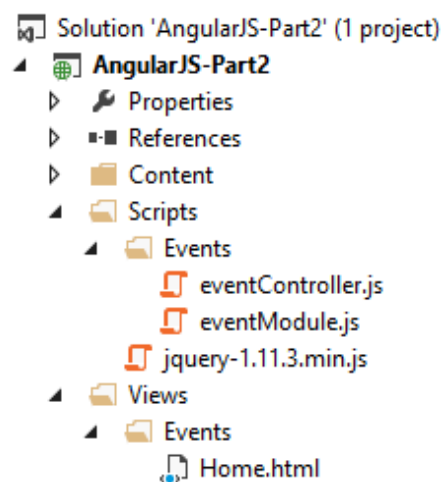 Solution 'AngularJS-Part2' (1 project)
AngularJS-Part2
Properties
References
Content
Scripts
Events
eventController.js
eventModule.js
jquery-1.11.3.min.js
Views
Events
Home.html